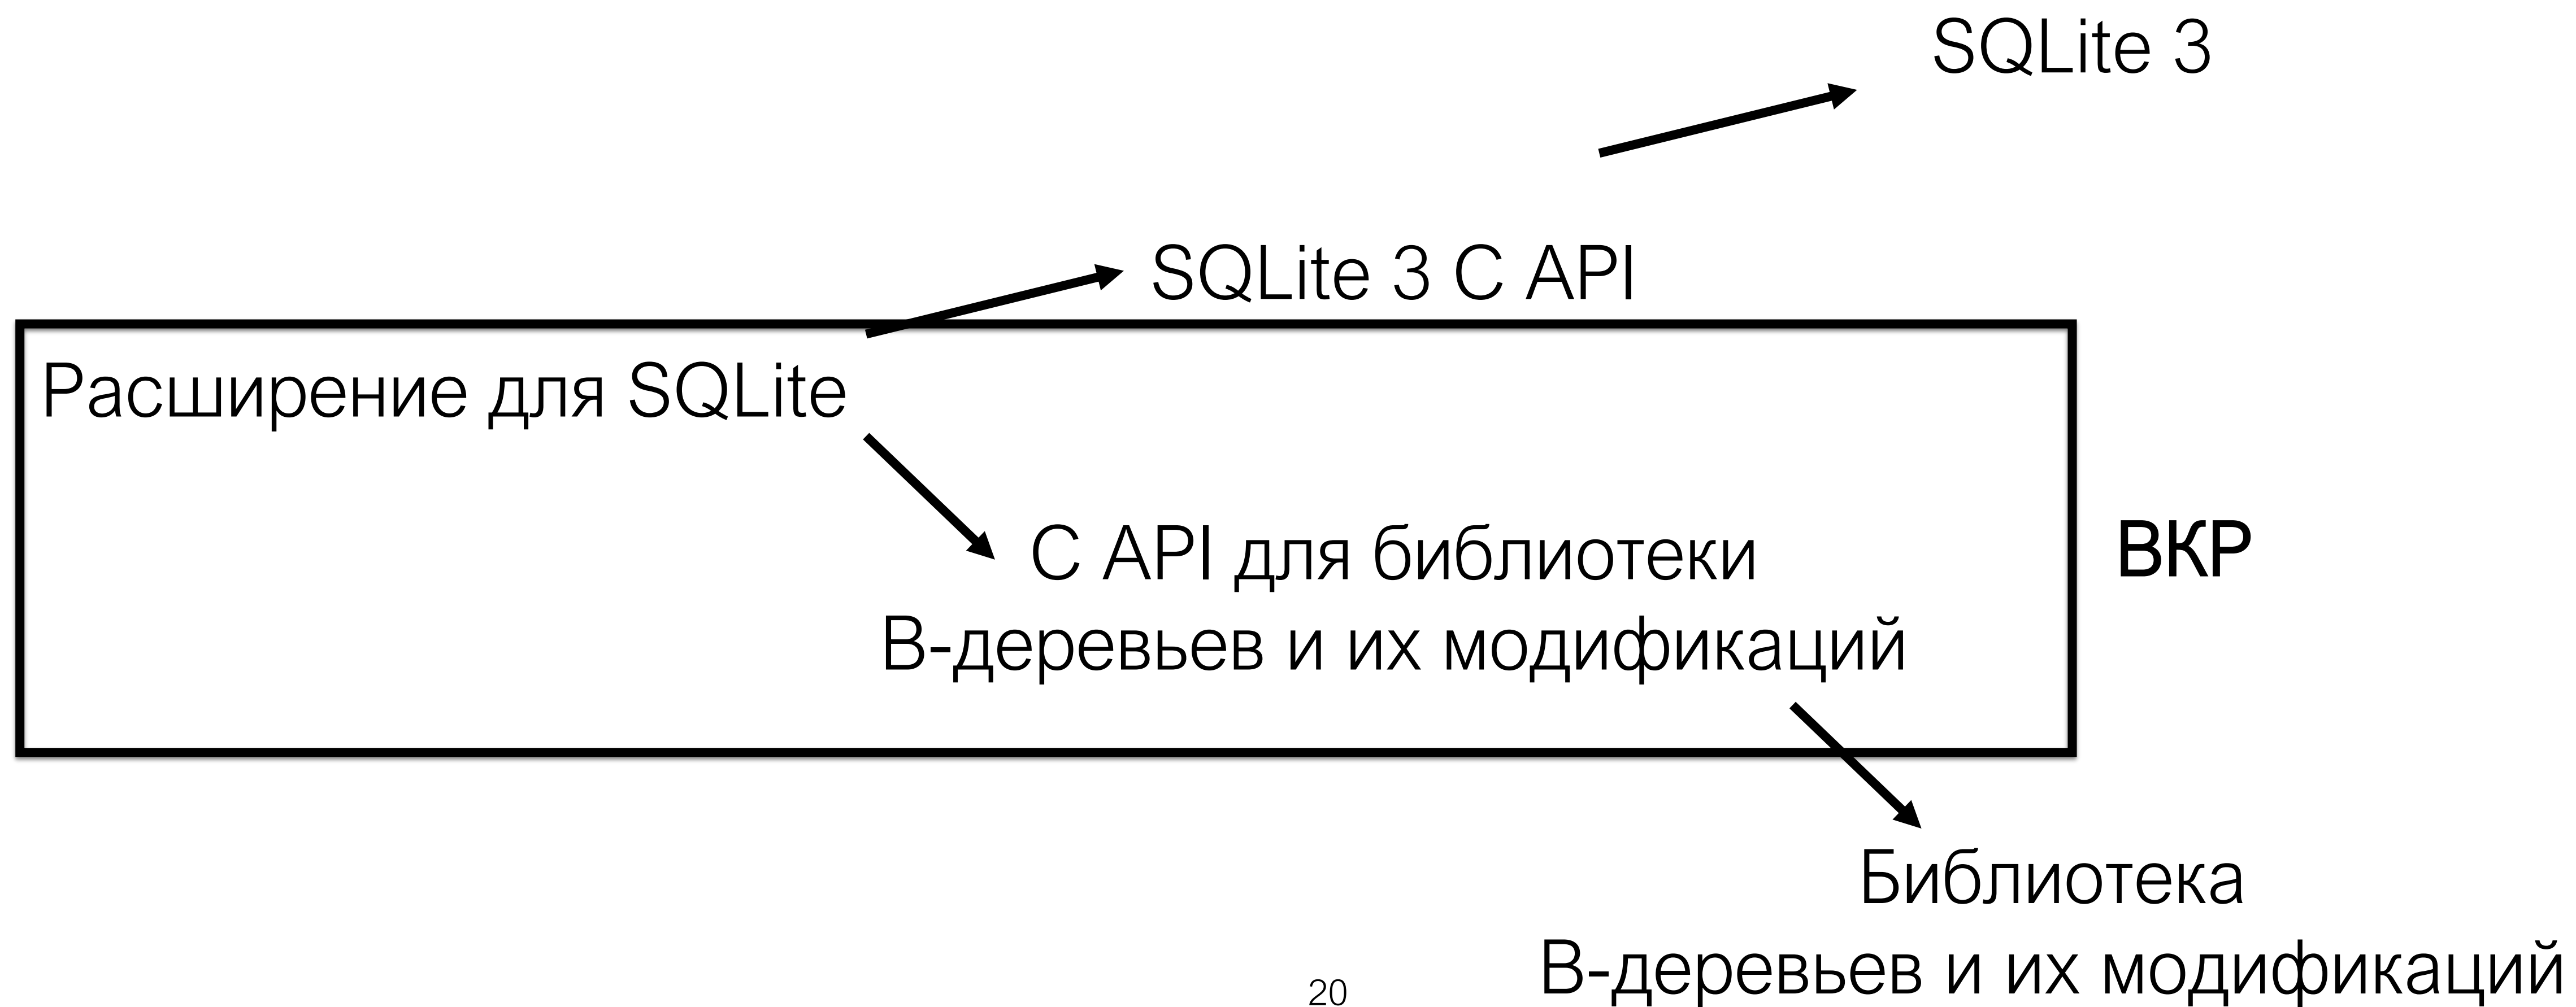 SQLite 3
SQLite 3 C API
Расширение для SQLite
C API для библиотеки
B-деревьев и их модификаций
ВКР
Библиотека
B-деревьев и их модификаций
20